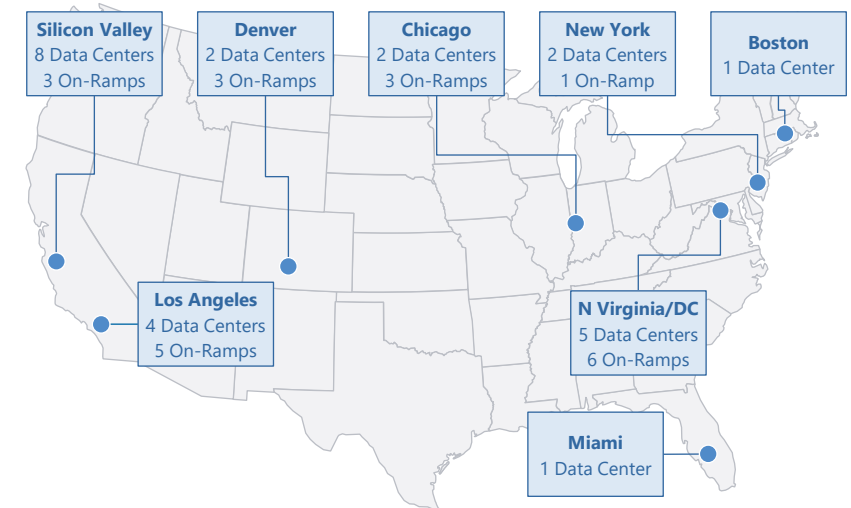 Silicon Valley
8 Data Centers
3 On-Ramps
Denver
2 Data Centers
3 On-Ramps
Chicago
2 Data Centers
3 On-Ramps
New York
2 Data Centers
1 On-Ramp
Boston
1 Data Center
Los Angeles
4 Data Centers
5 On-Ramps
N Virginia/DC
5 Data Centers
6 On-Ramps
Miami
1 Data Center